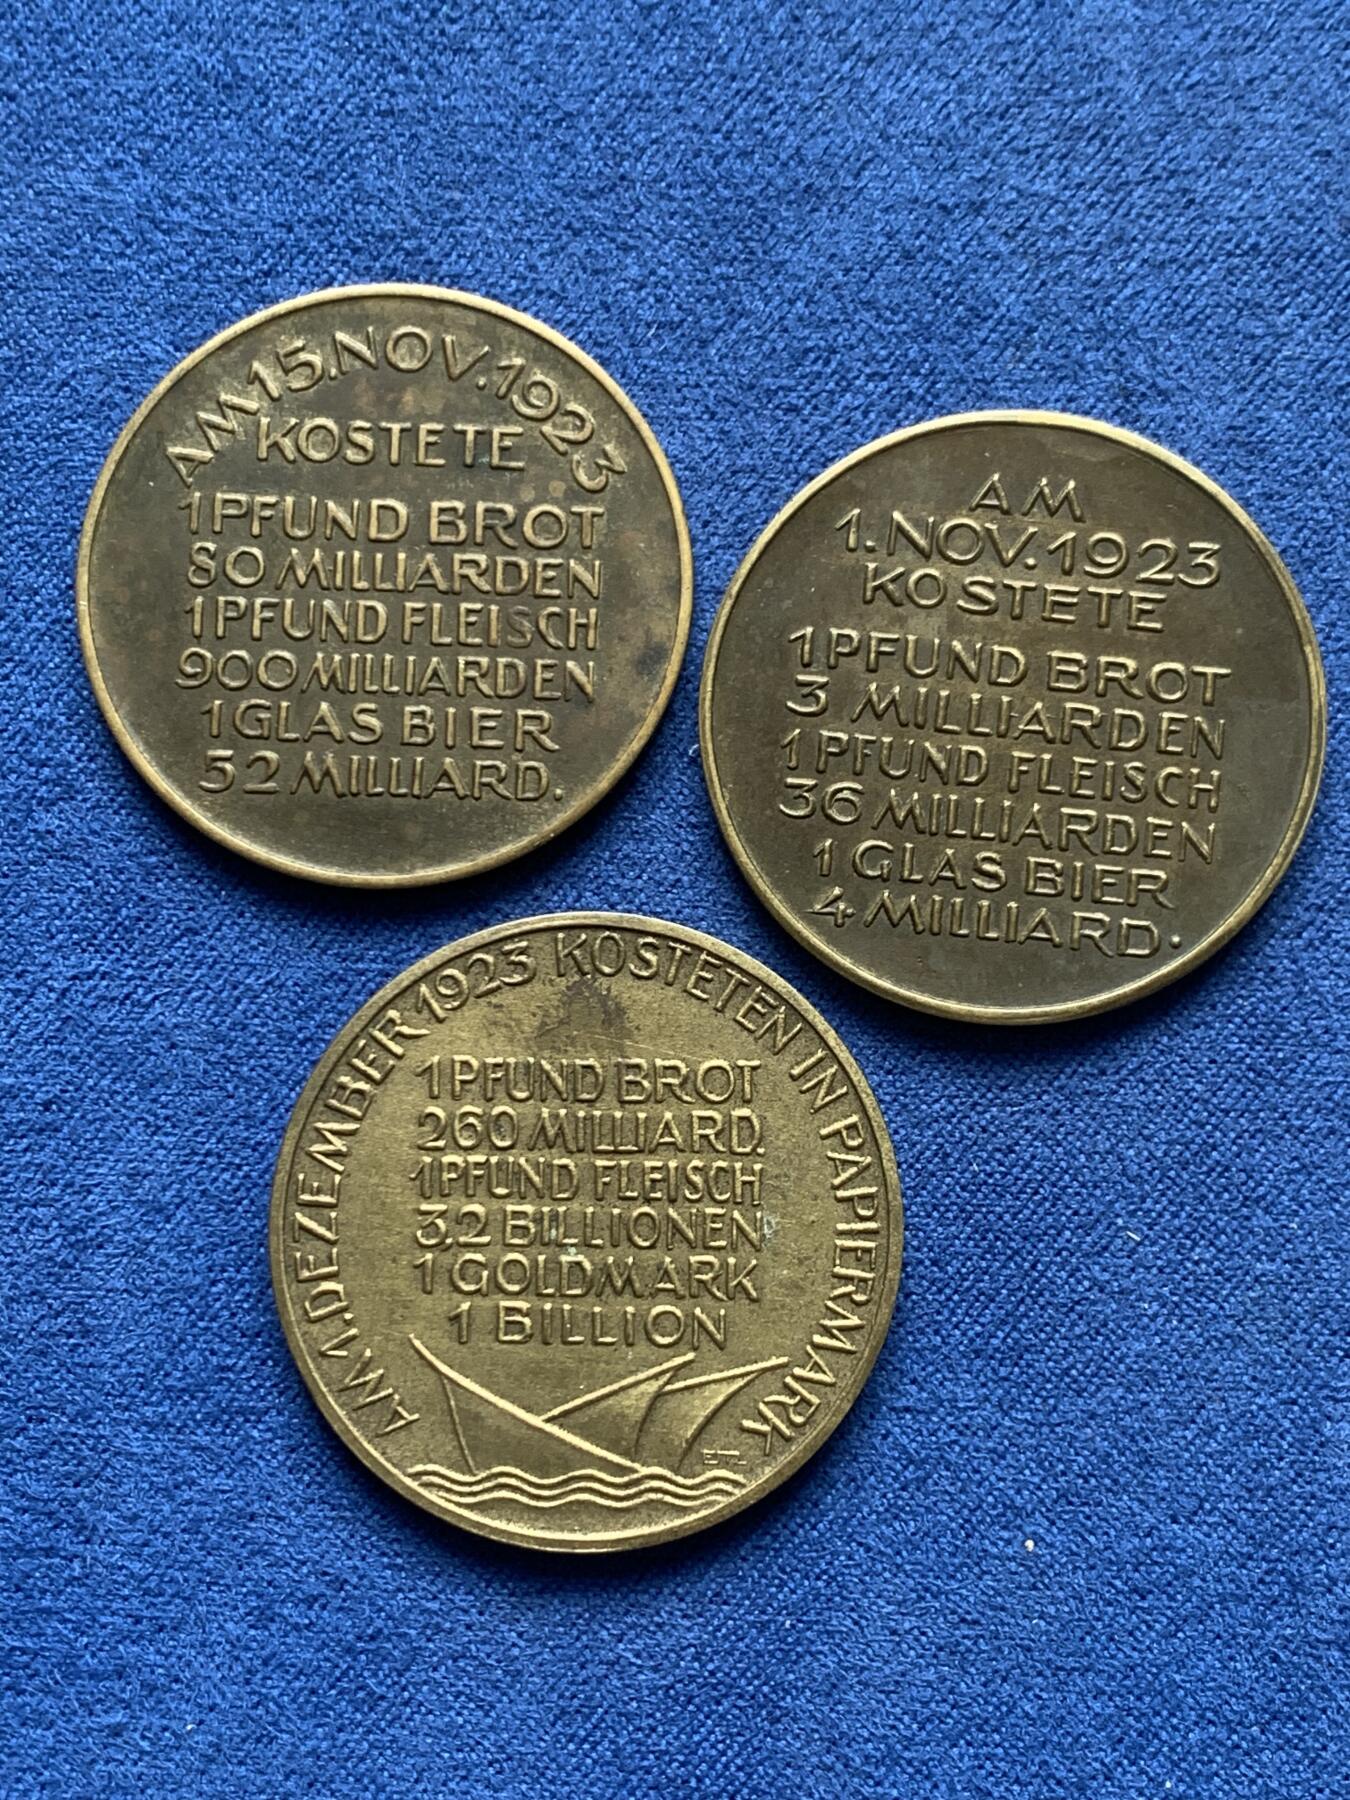 AM 15. NOV. 1923
KOSTETE
1 PFUND BROT
80 MILLIARDEN
1 PFUND FLEISCH
900 MILLIARDEN
1 GLAS BIER
52 MILLIARD.
AM
1. NOV. 1923
KOSTETE
1 PFUND BROT
3 MILLIARDEN
1 PFUND FLEISCH
36 MILLIARDEN
1 GLAS BIER
4 MILLIARD.
AM 1. DEZEMBER 1923 KOSTETEN IN PAPIERMARK
1 PFUND BROT
260 MILLIARD.
1 PFUND FLEISCH
3,2 BILLIONEN
1 GOLDMARK
1 BILLION